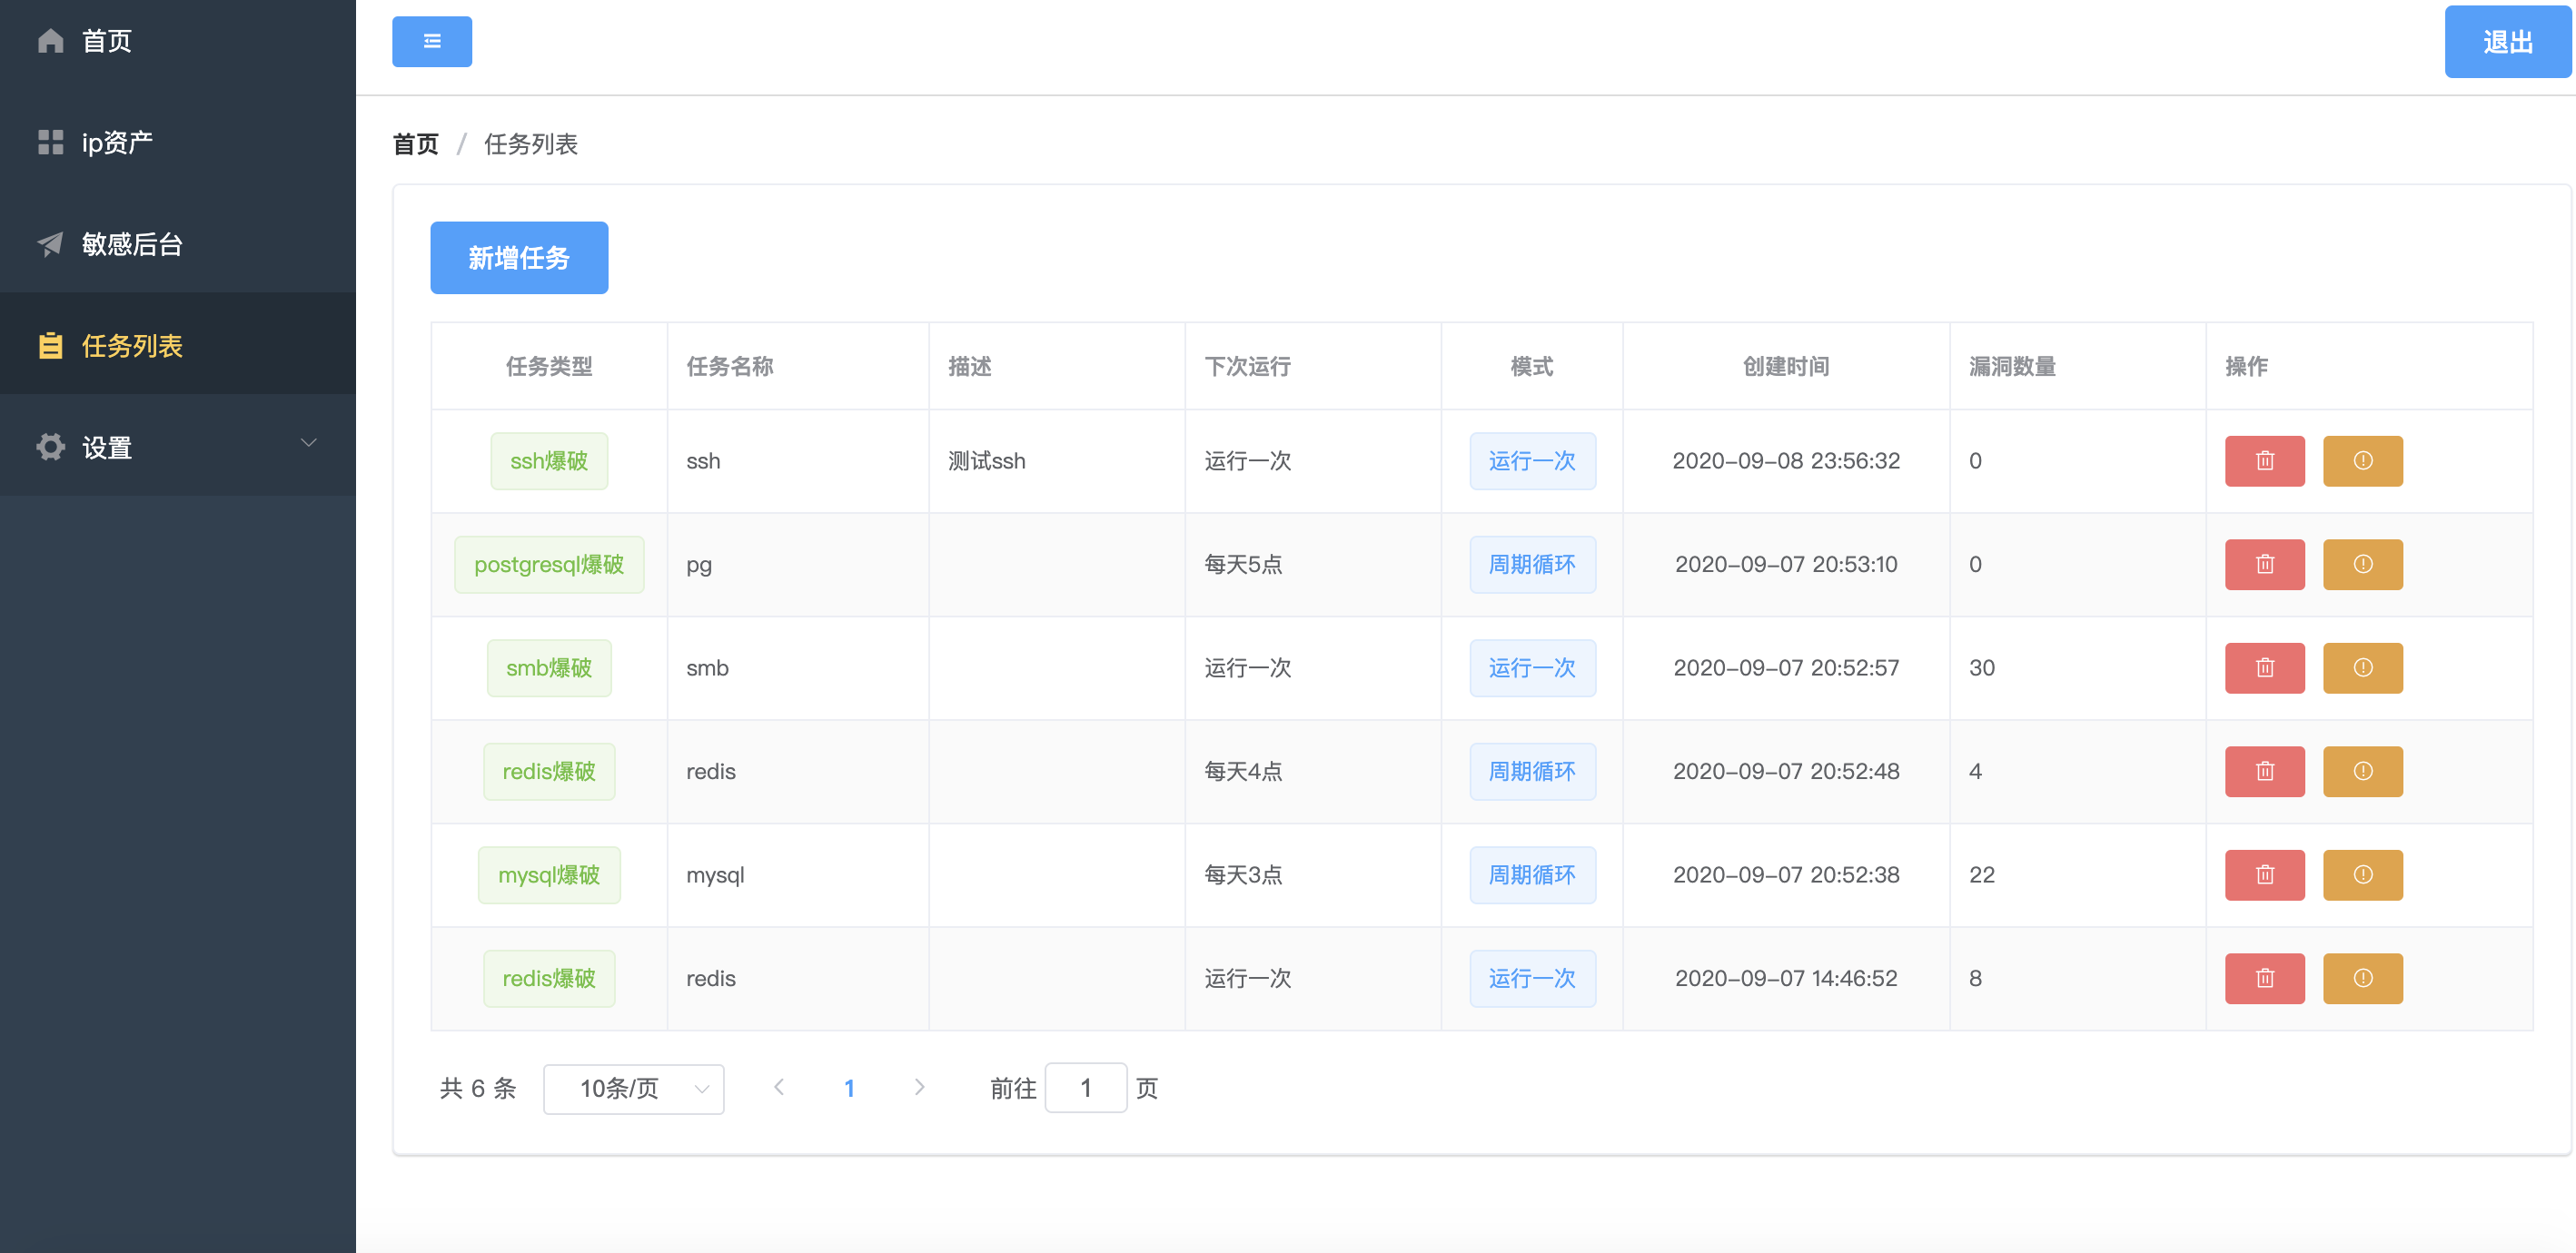 首页
ip资产
敏感后台
任务列表
设置
退出
首页 / 任务列表
新增任务
任务类型 任务名称 描述 下次运行 模式 创建时间 漏洞数量 操作
ssh爆破 ssh 测试ssh 运行一次 运行一次 2020-09-08 23:56:32 0
postgresql爆破 pg 每天5点 周期循环 2020-09-07 20:53:10 0
smb爆破 smb 运行一次 运行一次 2020-09-07 20:52:57 30
redis爆破 redis 每天4点 周期循环 2020-09-07 20:52:48 4
mysql爆破 mysql 每天3点 周期循环 2020-09-07 20:52:38 22
redis爆破 redis 运行一次 运行一次 2020-09-07 14:46:52 8
共 6 条 10条/页 1 前往 1 页